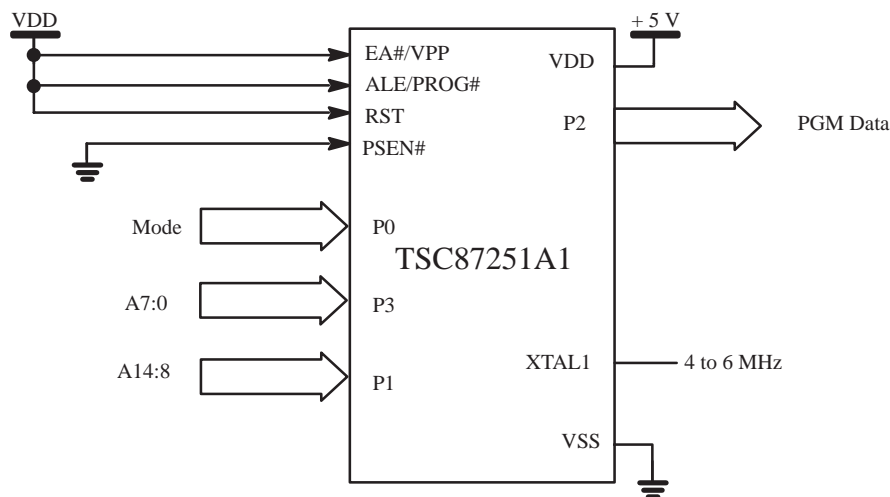 VDD
+ 5 V
EA#/VPP
VDD
ALE/PROG#
RST
P2
PGM Data
PSEN#
Mode
P0
TSC87251A1
A7:0
P3
A14:8
P1
XTAL1
4 to 6 MHz
VSS